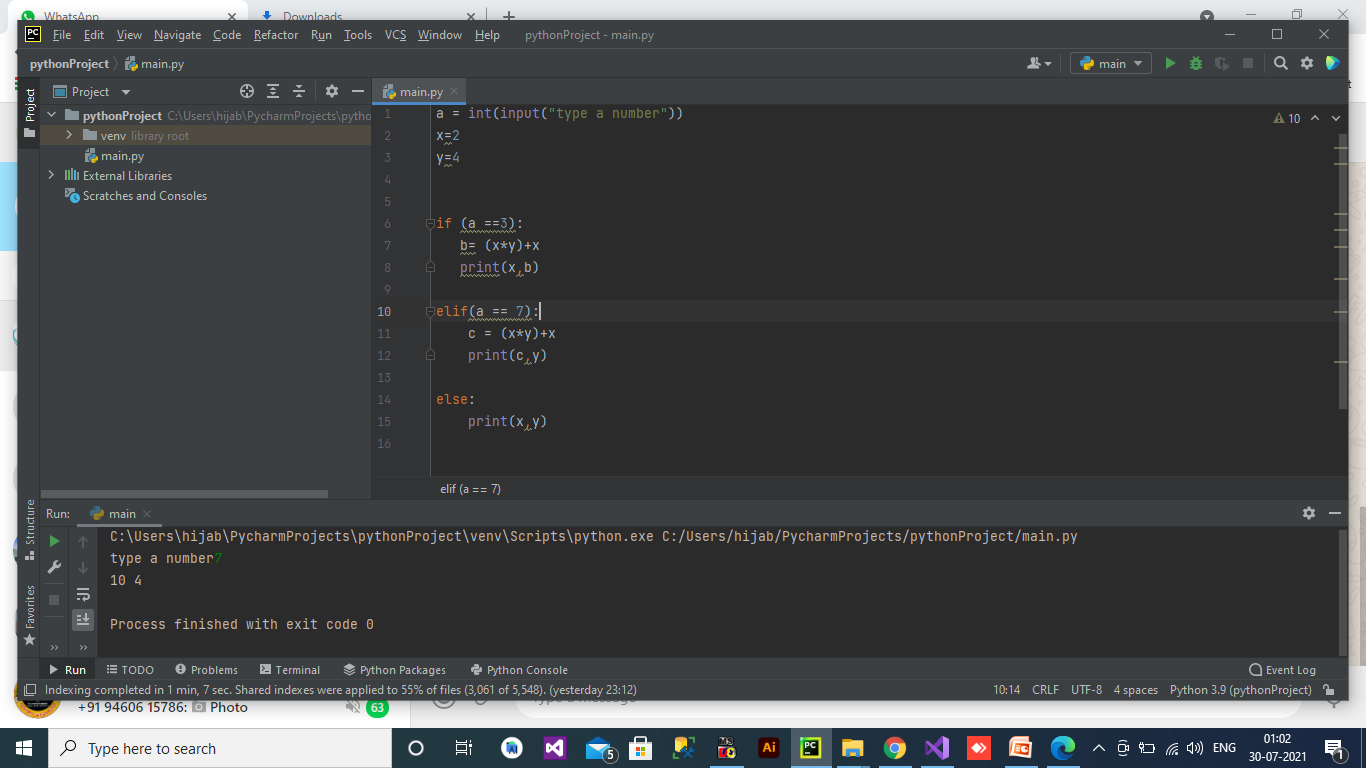 WhatsApp
Downloads
PC File Edit View Navigate Code Refactor Run Tools VCS Window Help pythonProject - main.py
pythonProject main.py main
Project main.py
Project
pythonProject C:\Users\hijab\PycharmProjects\pytho
venv library root
main.py
External Libraries
Scratches and Consoles
1 a = int(input("type a number"))
10
2 x=2
3 y=4
4
5
6 if (a ==3):
7 b= (x*y)+x
8 print(x,b)
9
10 elif(a == 7):
11 c = (x*y)+x
12 print(c,y)
13
14 else:
15 print(x,y)
16
elif (a == 7)
Structure
Favorites
Run: main
C:\Users\hijab\PycharmProjects\pythonProject\venv\Scripts\python.exe C:/Users/hijab/PycharmProjects/pythonProject/main.py
type a number7
10 4
Process finished with exit code 0
Run TODO Problems Terminal Python Packages Python Console Event Log
Indexing completed in 1 min, 7 sec. Shared indexes were applied to 55% of files (3,061 of 5,548). (yesterday 23:12) 10:14 CRLF UTF-8 4 spaces Python 3.9 (pythonProject)
+91 94606 15786: Photo 63
Type here to search
5
Ai
PC
ENG
01:02
30-07-2021
1